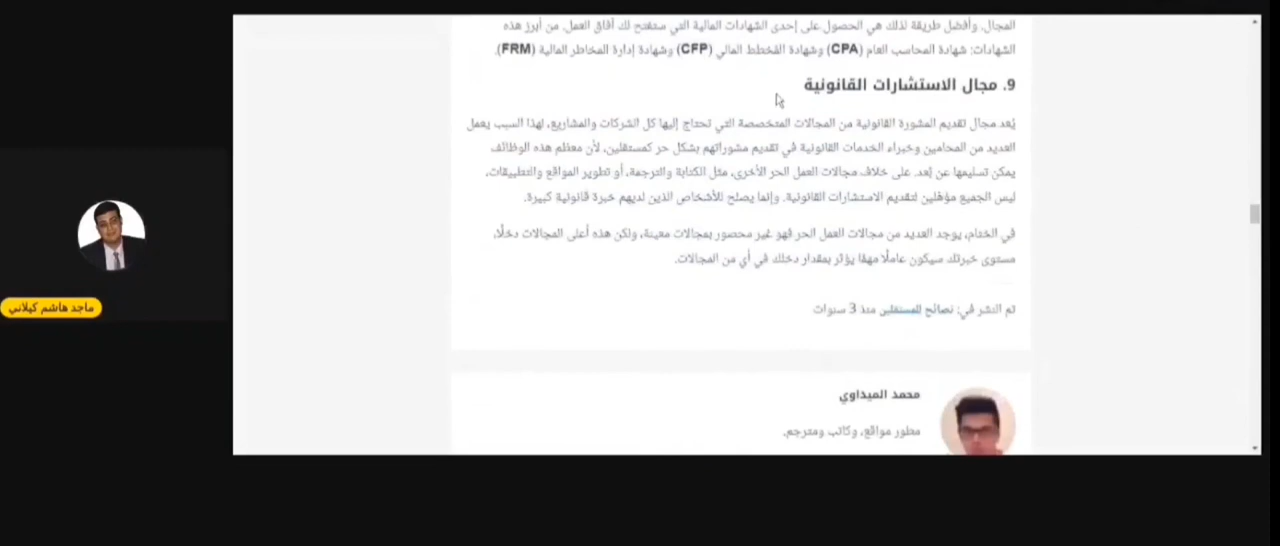 المجال. وأفضل طريقة لذلك هي الحصول على إحدى الشهادات المالية التي ستفتح لك آفاق العمل. من أبرز هذه
الشهادات: شهادة المحاسب العام (CPA) وشهادة المُخطط المالي (CFP) وشهادة إدارة المخاطر المالية (FRM).
9. مجال الاستشارات القانونية
يُعد مجال تقديم المشورة القانونية من المجالات المتخصصة التي تحتاج إليها كل الشركات والمشاريع، لهذا السبب يعمل
العديد من المحامين وخبراء الخدمات القانونية في تقديم مشوراتهم بشكل حر كمستقلين، لأن معظم هذه الوظائف
يمكن تسليمها عن بُعد. على خلاف مجالات العمل الحر الأخرى، مثل الكتابة والترجمة، أو تطوير المواقع والتطبيقات،
ليس الجميع مؤهّلين لتقديم الاستشارات القانونية. وإنما يصلح للأشخاص الذين لديهم خبرة قانونية كبيرة.
في الختام، يوجد العديد من مجالات العمل الحر فهو غير محصور بمجالات معينة، ولكن هذه أعلى المجالات دخلًا،
مستوى خبرتك سيكون عاملًا مهمًا يؤثر بمقدار دخلك في أي من المجالات.
تم النشر في: نصائح للمستقلين منذ 3 سنوات
محمد الميداوي
مطور مواقع، وكاتب ومترجم.
ماجد هاشم كيلاني